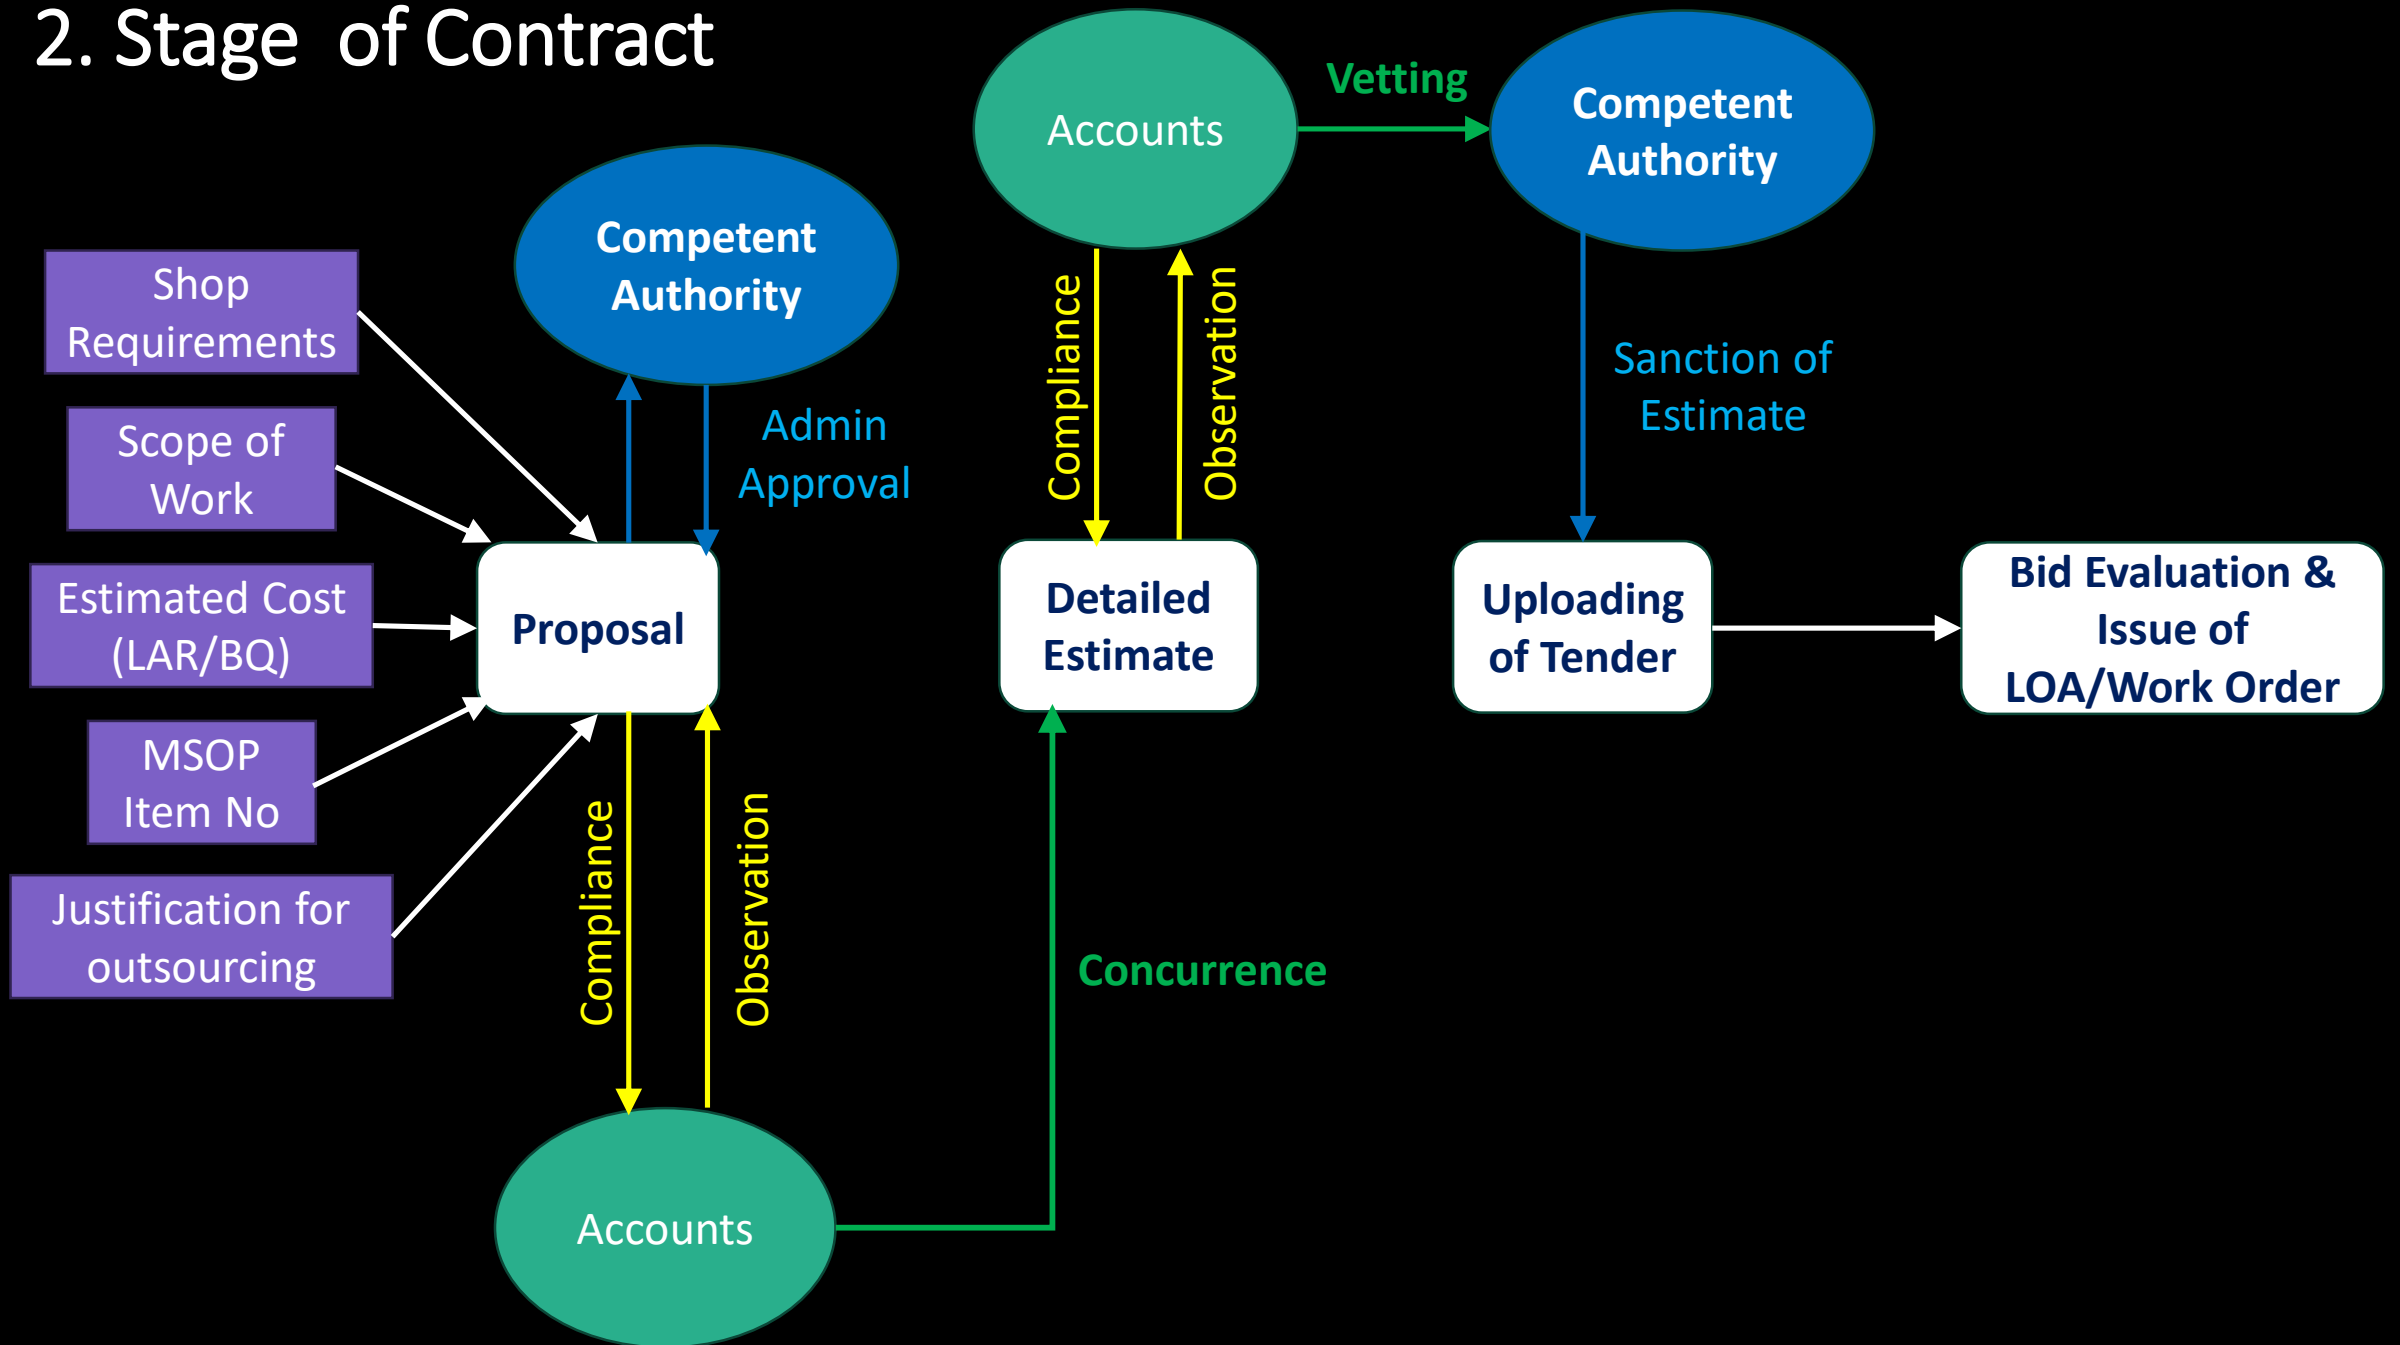 2. Stage  of Contract
Shop
Requirements
Scope of
Work
Estimated Cost
(LAR/BQ)
MSOP
Item No
Justification for
outsourcing
Competent
Authority
Admin
Approval
Proposal
Compliance
Observation
Accounts
Concurrence
Accounts
Compliance
Observation
Detailed
Estimate
Vetting
Competent
Authority
Sanction of
Estimate
Uploading
of Tender
Bid Evaluation &
Issue of
LOA/Work Order